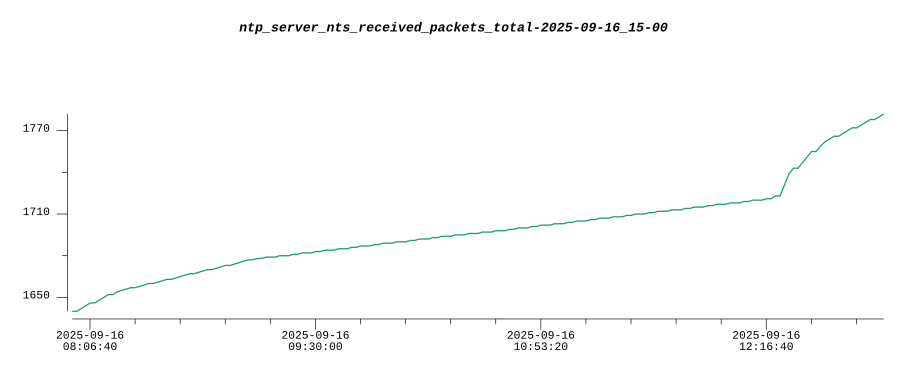 ntp_server_nts_received_packets_total-2025-09-16_15-00
1770
1710
1650
2025-09-16 2025-09-16 2025-09-16 2025-09-16
08:06:40 09:30:00 10:53:20 12:16:40